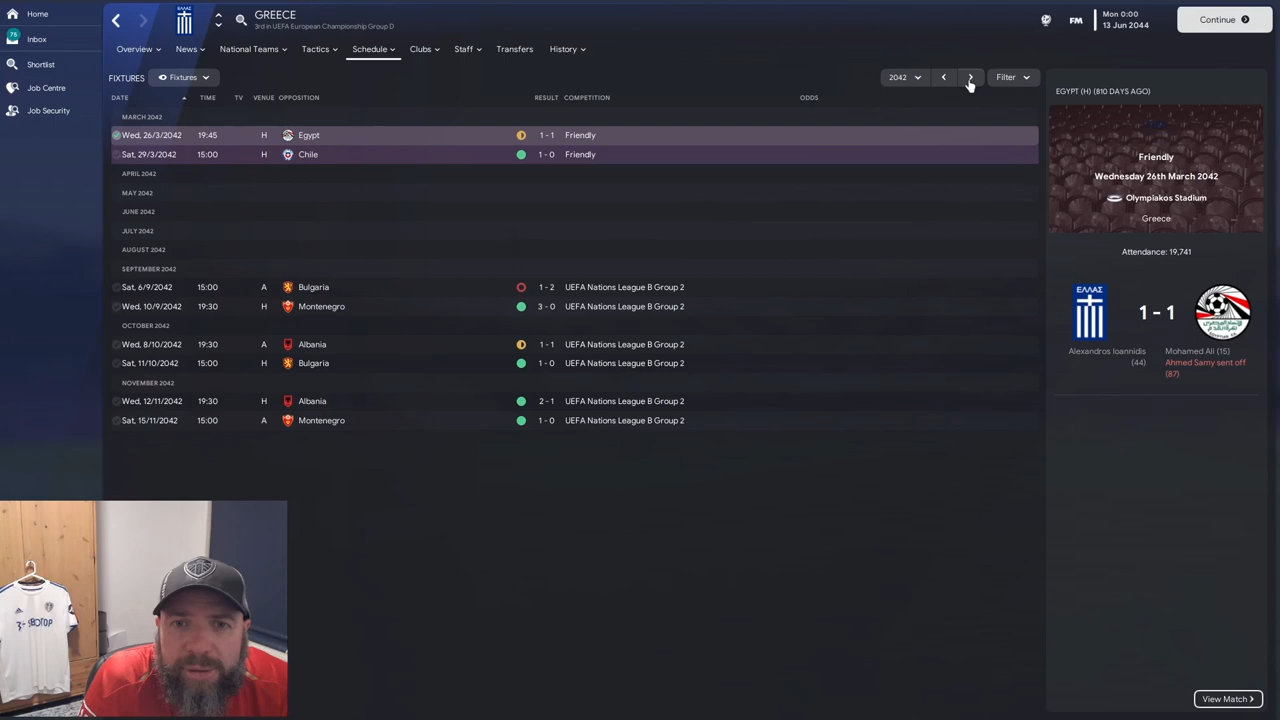 Home
75
Inbox
Shortlist
Job Centre
Job Security
GREECE
3rd in UEFA European Championship Group D
FM
Mon 0:00
13 Jun 2044
Continue
Overview News National Teams Tactics Schedule Clubs Staff Transfers History
FIXTURES Fixtures 2042 Filter
DATE TIME TV VENUE OPPOSITION RESULT COMPETITION ODDS
MARCH 2042
Wed, 26/3/2042 19:45 H Egypt 1 - 1 Friendly
Sat, 29/3/2042 15:00 H Chile 1 - 0 Friendly
APRIL 2042
MAY 2042
JUNE 2042
JULY 2042
AUGUST 2042
SEPTEMBER 2042
Sat, 6/9/2042 15:00 A Bulgaria 1 - 2 UEFA Nations League B Group 2
Wed, 10/9/2042 19:30 H Montenegro 3 - 0 UEFA Nations League B Group 2
OCTOBER 2042
Wed, 8/10/2042 19:30 A Albania 1 - 1 UEFA Nations League B Group 2
Sat, 11/10/2042 15:00 H Bulgaria 1 - 0 UEFA Nations League B Group 2
NOVEMBER 2042
Wed, 12/11/2042 19:30 H Albania 2 - 1 UEFA Nations League B Group 2
Sat, 15/11/2042 15:00 A Montenegro 1 - 0 UEFA Nations League B Group 2
EGYPT (H) (810 DAYS AGO)
Friendly
Wednesday 26th March 2042
Olympiakos Stadium
Greece
Attendance: 19,741
ΕΛΛΑΣ
1 - 1
Alexandros Ioannidis
(44)
Mohamed Ali (15)
Ahmed Samy sent off
(87)
View Match